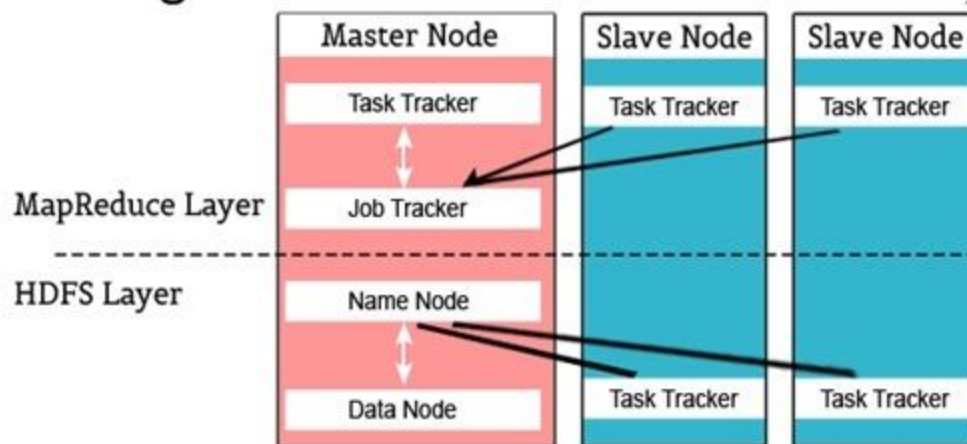 Master Node
Slave Node
Slave Node
Task Tracker
Task Tracker
Task Tracker
MapReduce Layer
Job Tracker
HDFS Layer
Name Node
Data Node
Task Tracker
Task Tracker